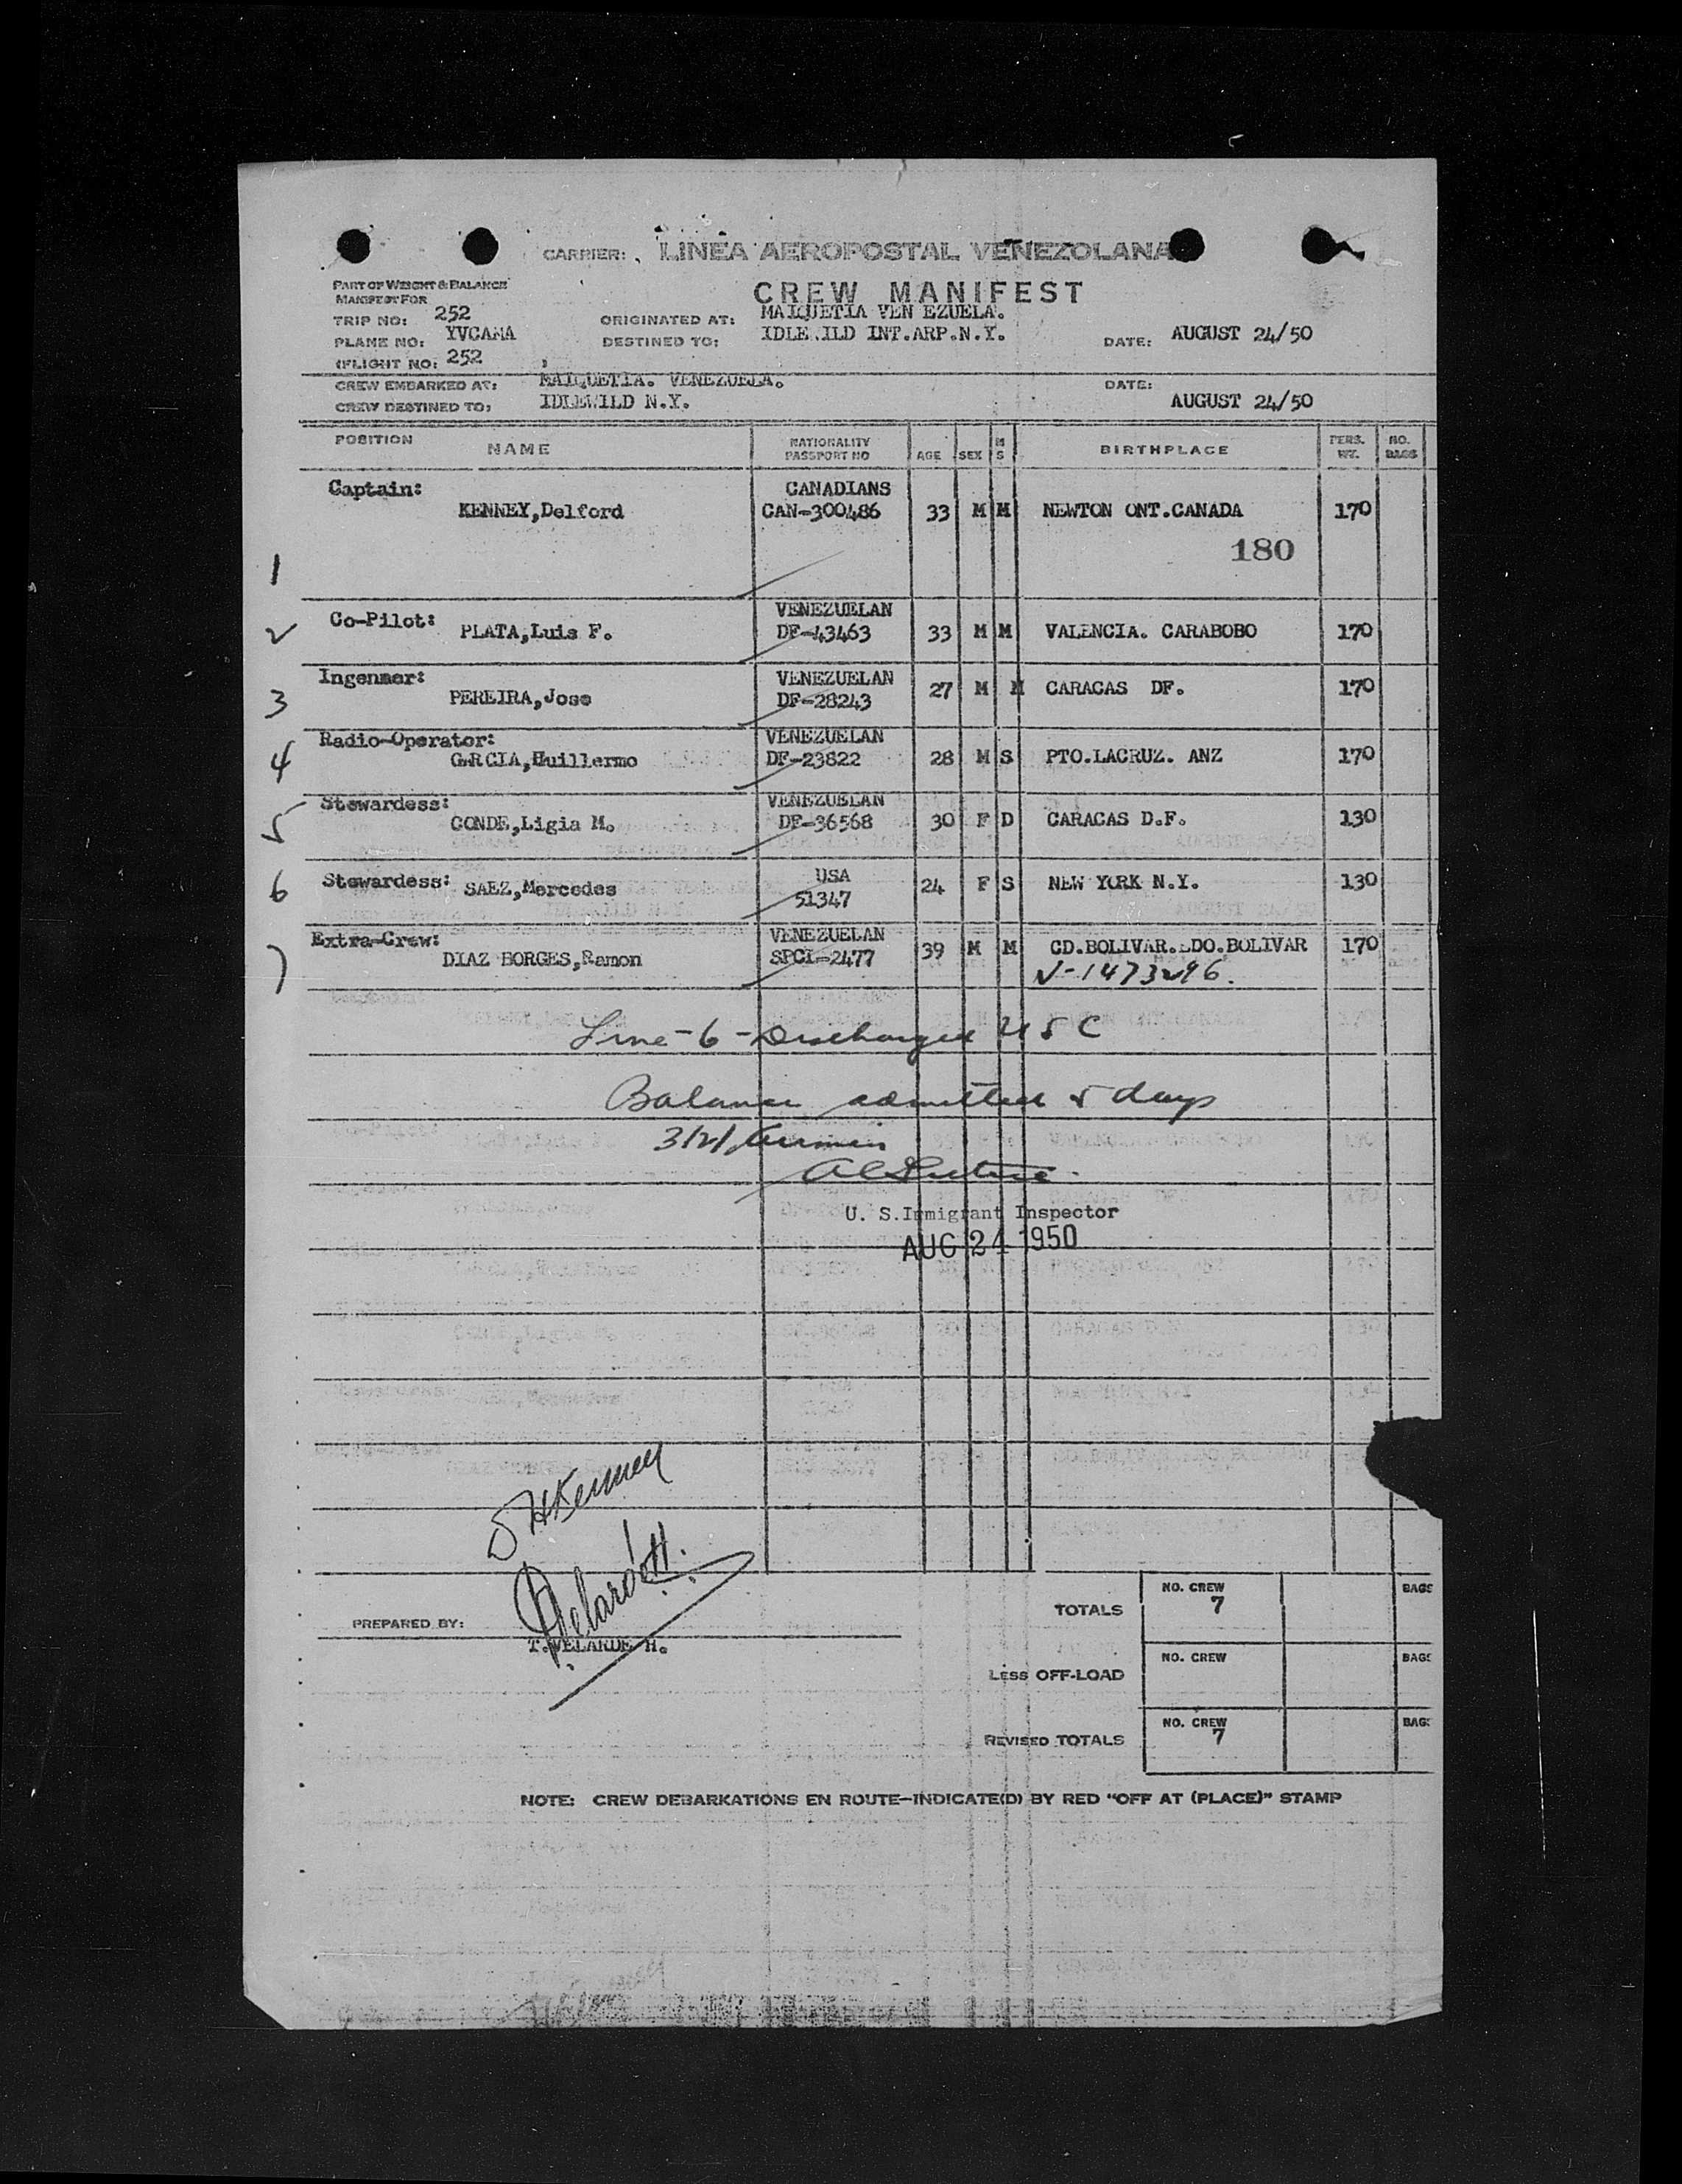 CARRIER: LINEA AEROPOSTAL VENEZOLANA
PART OF WEIGHT & BALANCE
MANIFEST FOR
CREW MANIFEST
TRIP NO: 252
ORIGINATED AT: MAIQUETIA VEN EZUELA.
PLANE NO: YVCAMA
DESTINED TO: IDLE ILD INT.ARP.N.Y.
DATE: AUGUST 24/50
(FLIGHT NO: 252
CREW EMBARKED AT: MAIQUETIA. VENEZUELA.
DATE:
CREW DESTINED TO: IDLEWILD N.Y.
AUGUST 24/50
POSITION NAME NATIONALITY PASSPORT NO AGE SEX M S BIRTHPLACE PERS. WT. NO. BAGS
Captain: CANADIANS
KENNEY,Delford CAN-300486 33 M M NEWTON ONT.CANADA 170
180
1
Co-Pilot: VENEZUELAN
2 PLATA,Luis F. DF-43463 33 M M VALENCIA. CARABOBO 170
Ingenmer: VENEZUELAN
3 PEREIRA,Jose DF-28243 27 M M CARACAS DF. 170
Radio-Operator: VENEZUELAN
4 GARCIA,Huillermo DF-23822 28 M S PTO.LACRUZ. ANZ 170
Stewardess: VENEZUELAN
5 CONDE,Ligia M. DF-36568 30 F D CARACAS D.F. 130
Stewardess: USA
6 SAEZ,Mercedes 51347 24 F S NEW YORK N.Y. 130
Extra-Crew: VENEZUELAN
7 DIAZ BORGES,Ramon SPCI-2477 39 M M CD.BOLIVAR.EDO.BOLIVAR 170
V-1473296.
Line-6-Discharged USC
Balance admitted 5 days
3/2/
U. S.Immigrant Inspector
AUG 24 1950
DHKenney
PREPARED BY:
T.VELARDE H.
TOTALS NO. CREW 7 BAGS
LESS OFF-LOAD NO. CREW BAGS
REVISED TOTALS NO. CREW 7 BAGS
NOTE: CREW DEBARKATIONS EN ROUTE—INDICATE(D) BY RED "OFF AT (PLACE)" STAMP